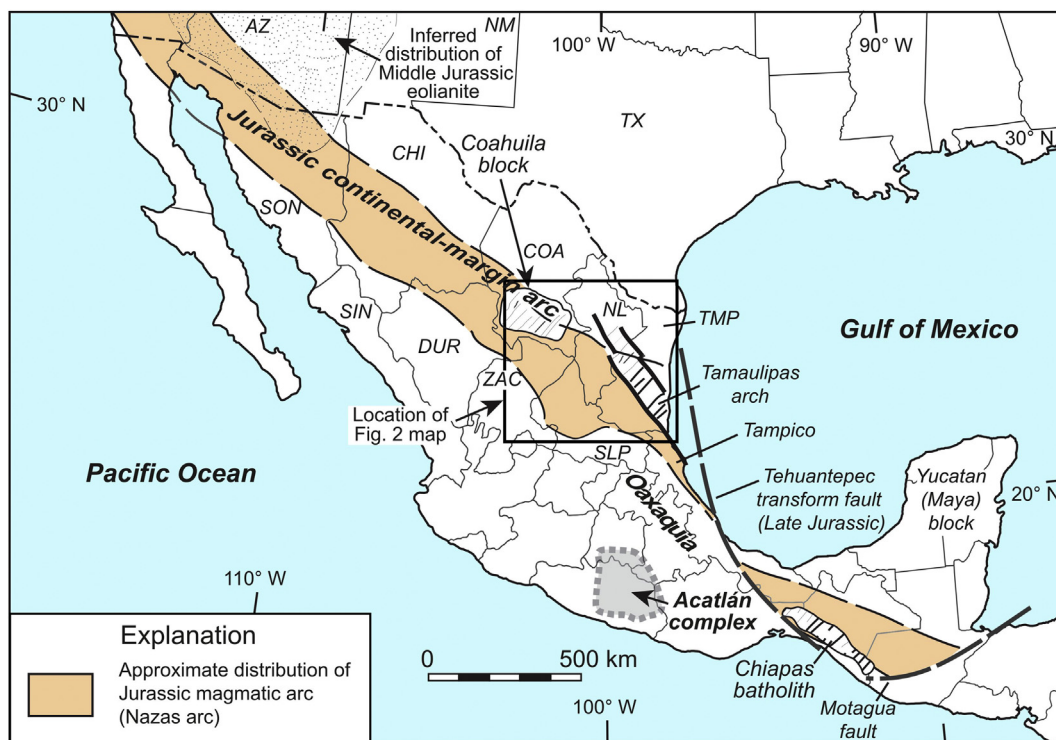 AZ
NM
100° W
90° W
Inferred
distribution of
Middle Jurassic
eolianite
30° N
TX
30° N
Coahuila
block
CHI
Jurassic continental-margin arc
SON
COA
SIN
NL
TMP
Gulf of Mexico
DUR
ZAC
Tamaulipas
arch
Location of
Fig. 2 map
Tampico
SLP
Pacific Ocean
Oaxaquia
Tehuantepec
transform fault
(Late Jurassic)
Yucatan
(Maya)
block
20° N
110° W
Acatlán
complex
Explanation
Approximate distribution of
Jurassic magmatic arc
(Nazas arc)
0
500 km
Chiapas
batholith
Motagua
fault
100° W